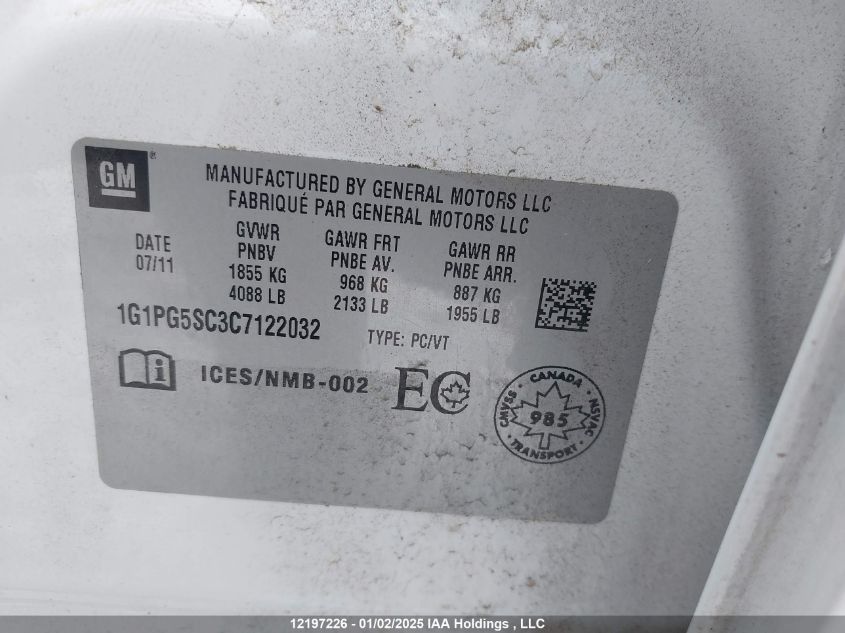 GM
MANUFACTURED BY GENERAL MOTORS LLC
FABRIQUÉ PAR GENERAL MOTORS LLC
DATE
07/11
GVWR
PNBV
1855 KG
4088 LB
GAWR FRT
PNBE AV.
968 KG
2133 LB
GAWR RR
PNBE ARR.
887 KG
1955 LB
1G1PG5SC3C7122032
TYPE: PC/VT
ICES/NMB-002
EC
CANADA
CMVSS
985
NSVAC
TRANSPORT
12197226 - 01/02/2025 IAA Holdings , LLC